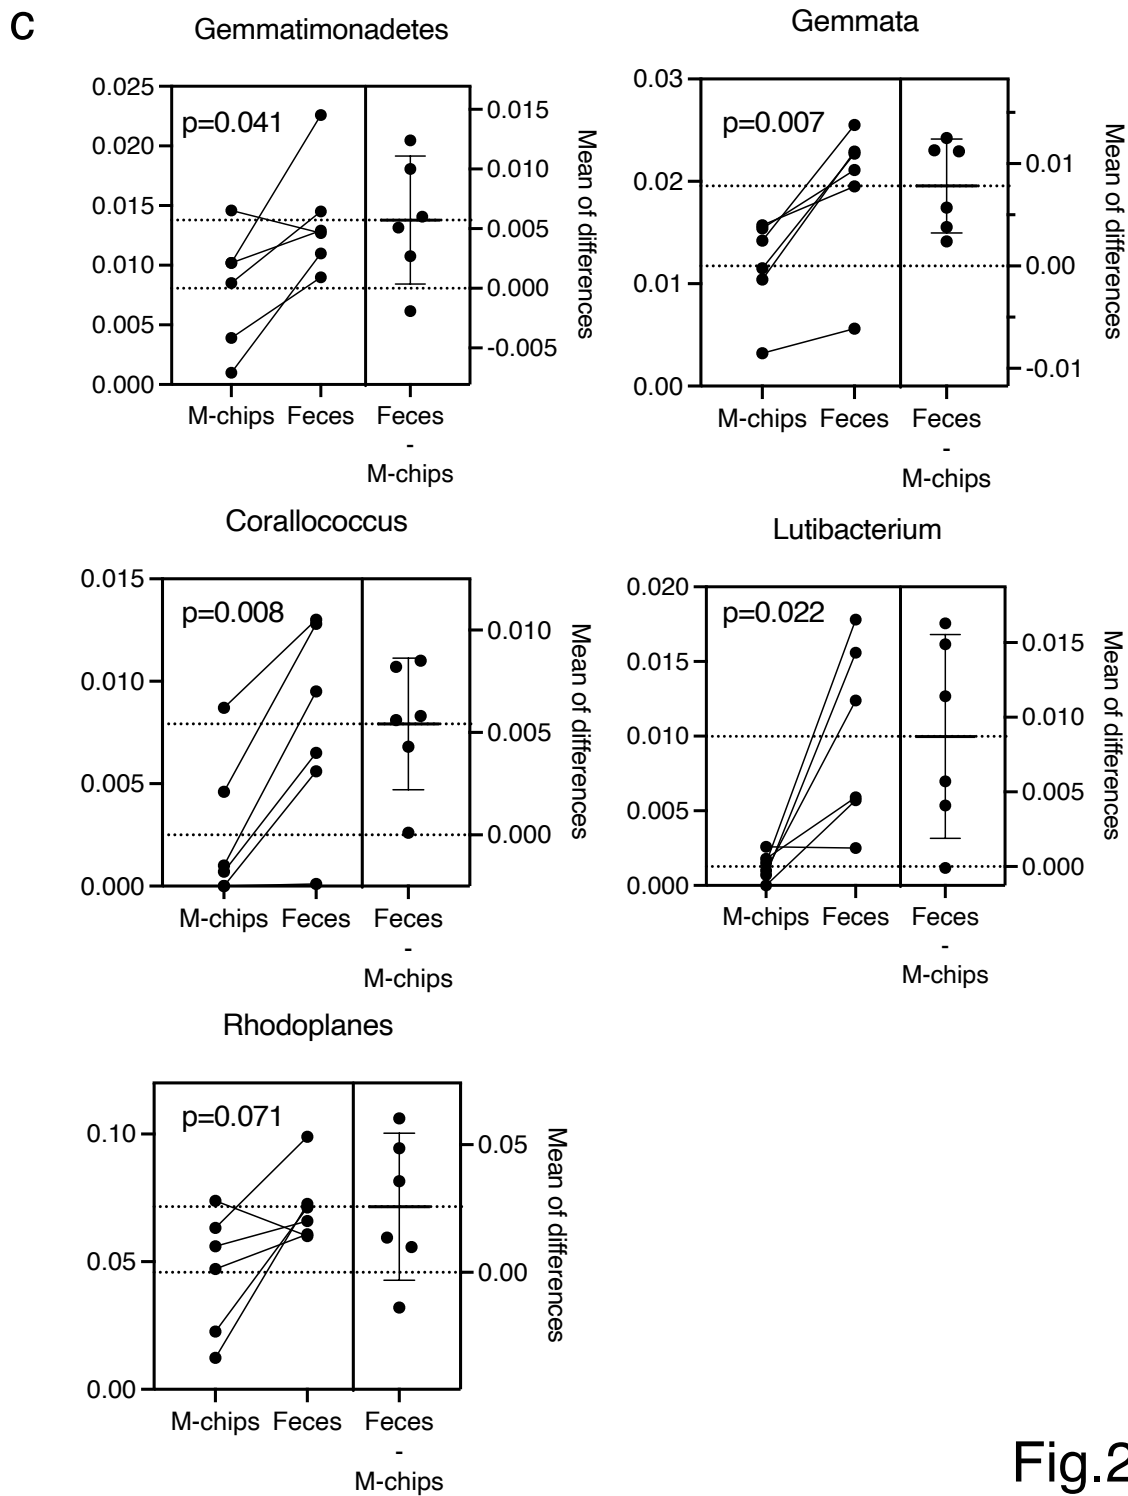 c
Gemmatimonadetes
0.025
0.020
0.015
0.010
0.005
0.000
p=0.041
0.015
0.010
0.005
0.000
-0.005
Mean of differences
M-chips Feces Feces
-
M-chips
Gemmata
0.03
0.02
0.01
0.00
p=0.007
0.01
0.00
-0.01
Mean of differences
M-chips Feces Feces
-
M-chips
Corallococcus
0.015
0.010
0.005
0.000
p=0.008
0.010
0.005
0.000
Mean of differences
M-chips Feces Feces
-
M-chips
Lutibacterium
0.020
0.015
0.010
0.005
0.000
p=0.022
0.015
0.010
0.005
0.000
Mean of differences
M-chips Feces Feces
-
M-chips
Rhodoplanes
0.10
0.05
0.00
p=0.071
0.05
0.00
Mean of differences
M-chips Feces Feces
-
M-chips
Fig.2